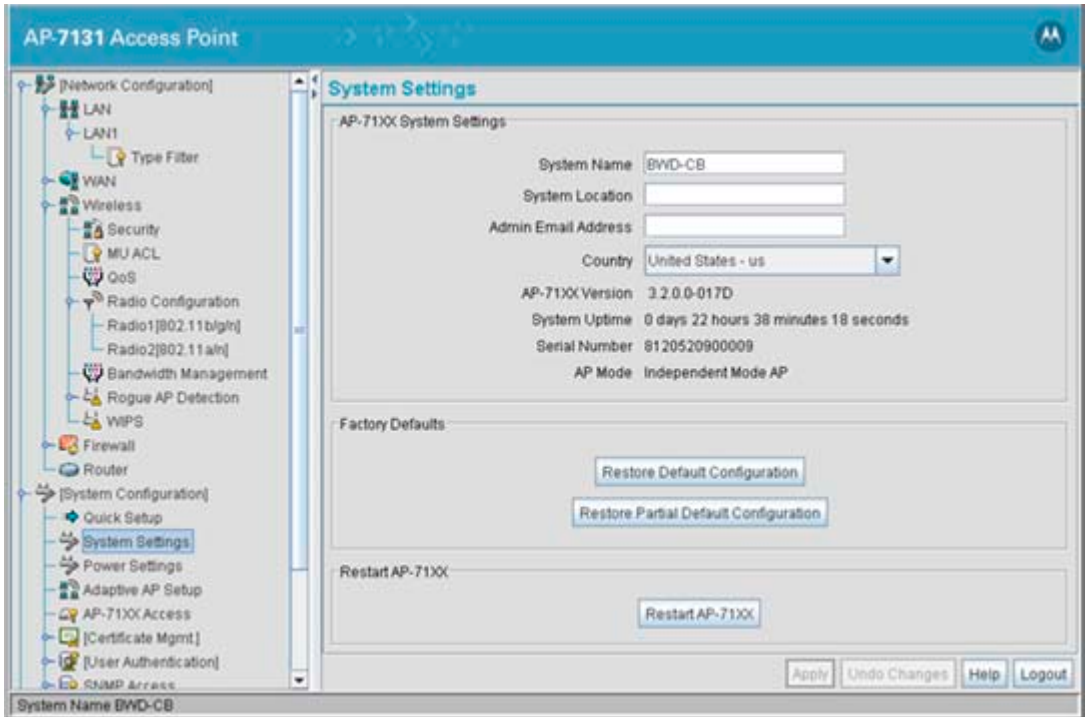 AP-7131 Access Point
[Network Configuration]
LAN
LAN1
Type Filter
WAN
Wireless
Security
MU ACL
QoS
Radio Configuration
Radio1[802.11b/g/n]
Radio2[802.11a/n]
Bandwidth Management
Rogue AP Detection
WIPS
Firewall
Router
[System Configuration]
Quick Setup
System Settings
Power Settings
Adaptive AP Setup
AP-71XX Access
[Certificate Mgmt.]
[User Authentication]
SNMP Access
System Settings
AP-71XX System Settings
System Name BWD-CB
System Location
Admin Email Address
Country United States - us
AP-71XX Version 3.2.0.0-017D
System Uptime 0 days 22 hours 38 minutes 18 seconds
Serial Number 8120520900009
AP Mode Independent Mode AP
Factory Defaults
Restore Default Configuration
Restore Partial Default Configuration
Restart AP-71XX
Restart AP-71XX
Apply Undo Changes Help Logout
System Name BWD-CB